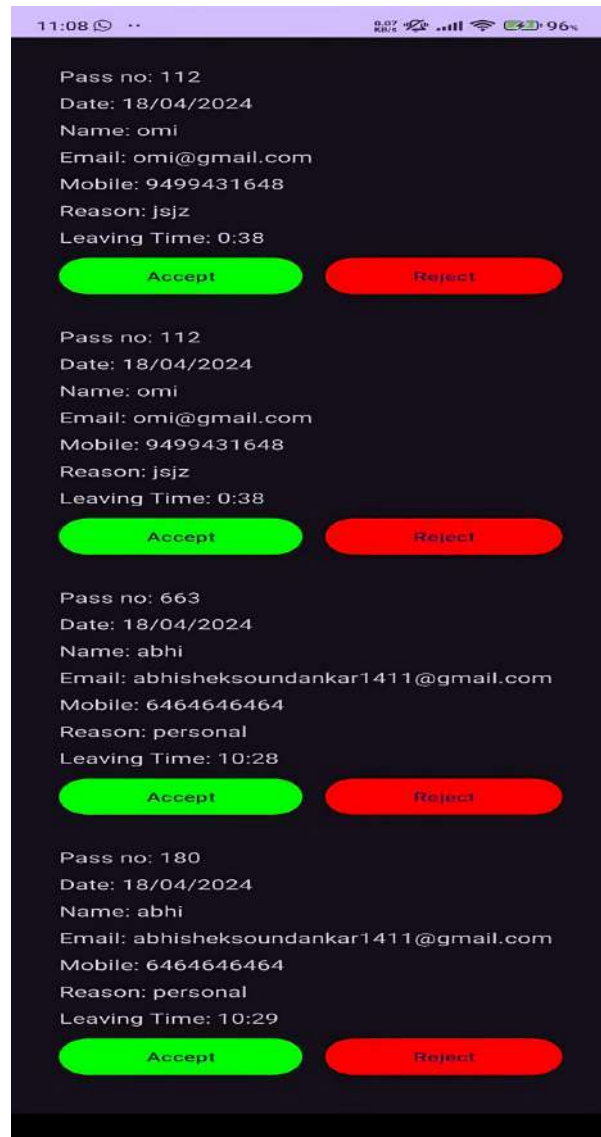 11:08
0.07
KB/S
96%
Pass no: 112
Date: 18/04/2024
Name: omi
Email: omi@gmail.com
Mobile: 9499431648
Reason: jsjz
Leaving Time: 0:38
Accept Reject
Pass no: 112
Date: 18/04/2024
Name: omi
Email: omi@gmail.com
Mobile: 9499431648
Reason: jsjz
Leaving Time: 0:38
Accept Reject
Pass no: 663
Date: 18/04/2024
Name: abhi
Email: abhisheksoundankar1411@gmail.com
Mobile: 6464646464
Reason: personal
Leaving Time: 10:28
Accept Reject
Pass no: 180
Date: 18/04/2024
Name: abhi
Email: abhisheksoundankar1411@gmail.com
Mobile: 6464646464
Reason: personal
Leaving Time: 10:29
Accept Reject